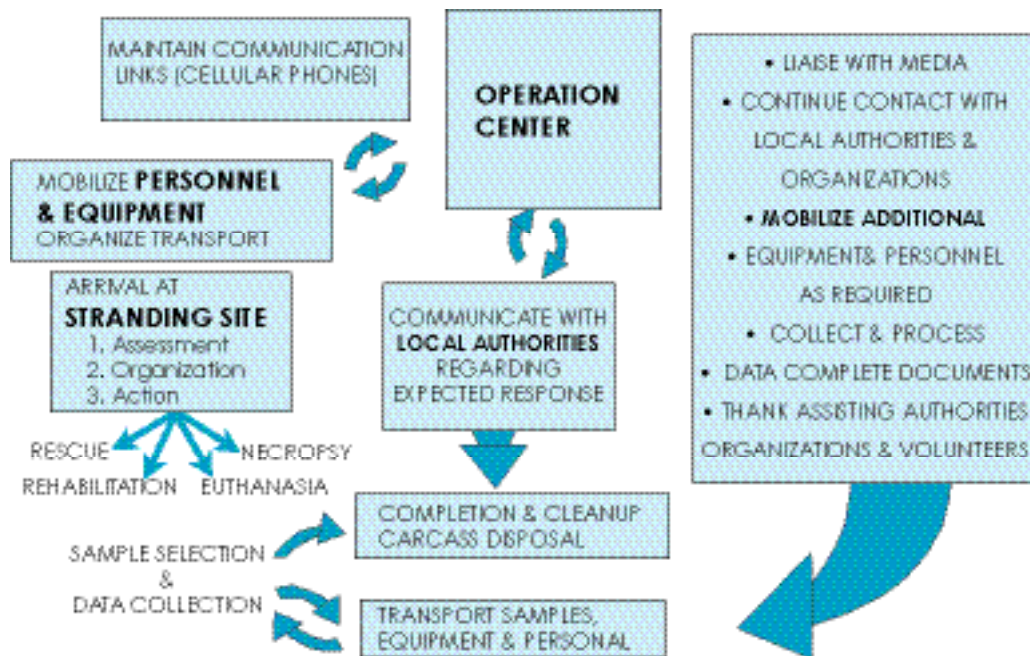 MAINTAIN COMMUNICATION
LINKS (CELLULAR PHONES)
OPERATION
CENTER
MOBILIZE PERSONNEL
& EQUIPMENT
ORGANIZE TRANSPORT
ARRIVAL AT
STRANDING SITE
1. Assessment
2. Organization
3. Action
RESCUE
NECROPSY
REHABILITATION
EUTHANASIA
COMMUNICATE WITH
LOCAL AUTHORITIES
REGARDING
EXPECTED RESPONSE
SAMPLE SELECTION
&
DATA COLLECTION
COMPLETION & CLEANUP
CARCASS DISPOSAL
TRANSPORT SAMPLES,
EQUIPMENT & PERSONAL
• LIAISE WITH MEDIA
• CONTINUE CONTACT WITH
LOCAL AUTHORITIES &
ORGANIZATIONS
• MOBILIZE ADDITIONAL
• EQUIPMENT& PERSONNEL
AS REQUIRED
• COLLECT & PROCESS
• DATA COMPLETE DOCUMENTS
• THANK ASSISTING AUTHORITIES
ORGANIZATIONS & VOLUNTEERS